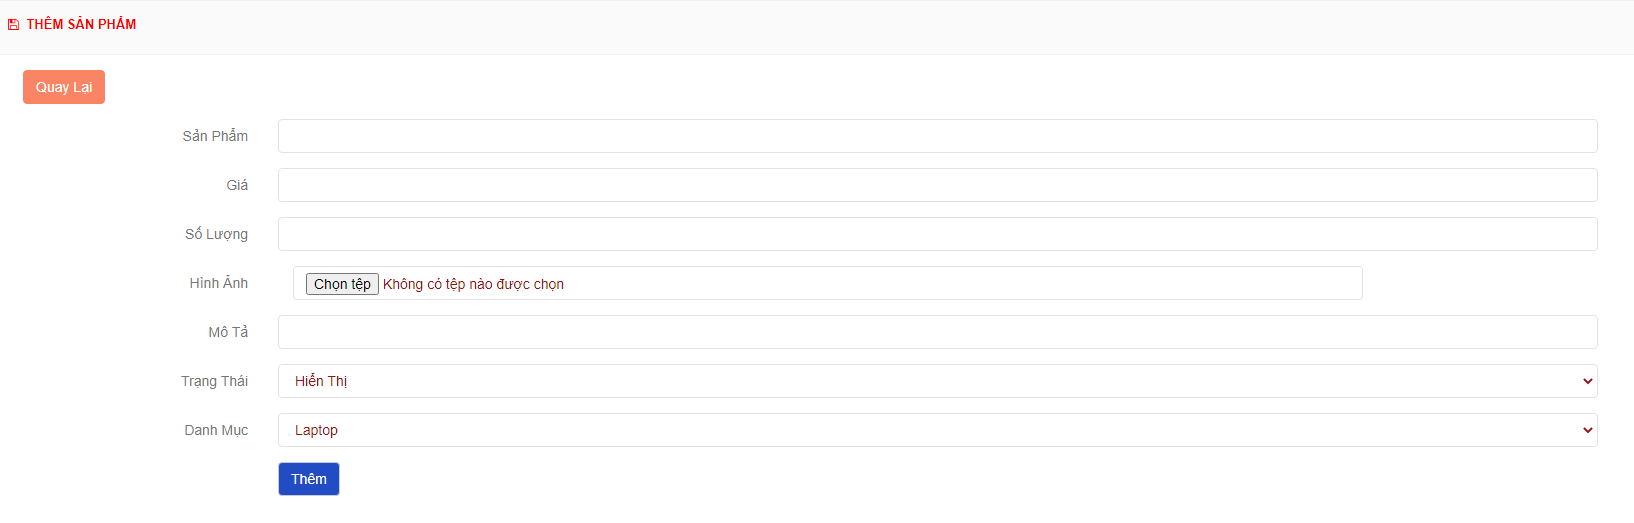 THÊM SẢN PHẨM
Quay Lại
Sản Phẩm
Giá
Số Lượng
Hình Ảnh
Chọn tệp Không có tệp nào được chọn
Mô Tả
Trạng Thái
Hiển Thị
Danh Mục
Laptop
Thêm